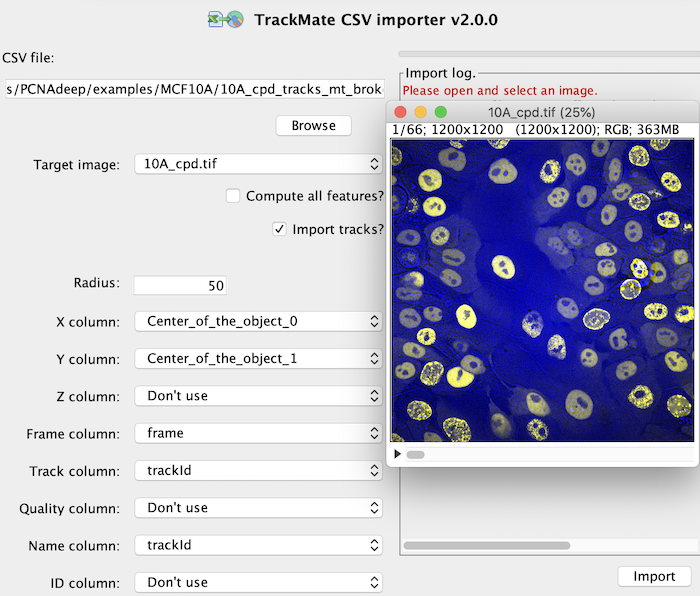 TrackMate CSV importer v2.0.0
CSV file:
s/PCNAdeep/examples/MCF10A/10A_cpd_tracks_mt_brok
Browse
Target image: 10A_cpd.tif
Compute all features?
Import tracks?
Radius: 50
X column: Center_of_the_object_0
Y column: Center_of_the_object_1
Z column: Don't use
Frame column: frame
Track column: trackId
Quality column: Don't use
Name column: trackId
ID column: Don't use
Import log.
Please open and select an image.
10A_cpd.tif (25%)
1/66; 1200x1200 (1200x1200); RGB; 363MB
Import